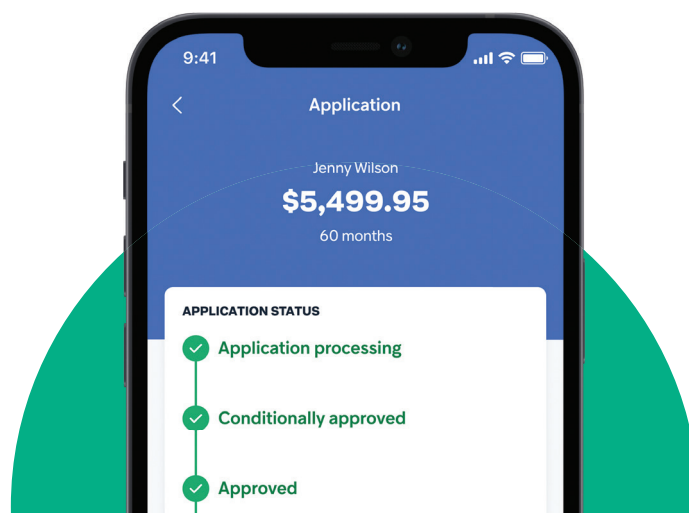 9:41
Application
Jenny Wilson
$5,499.95
60 months
APPLICATION STATUS
Application processing
Conditionally approved
Approved